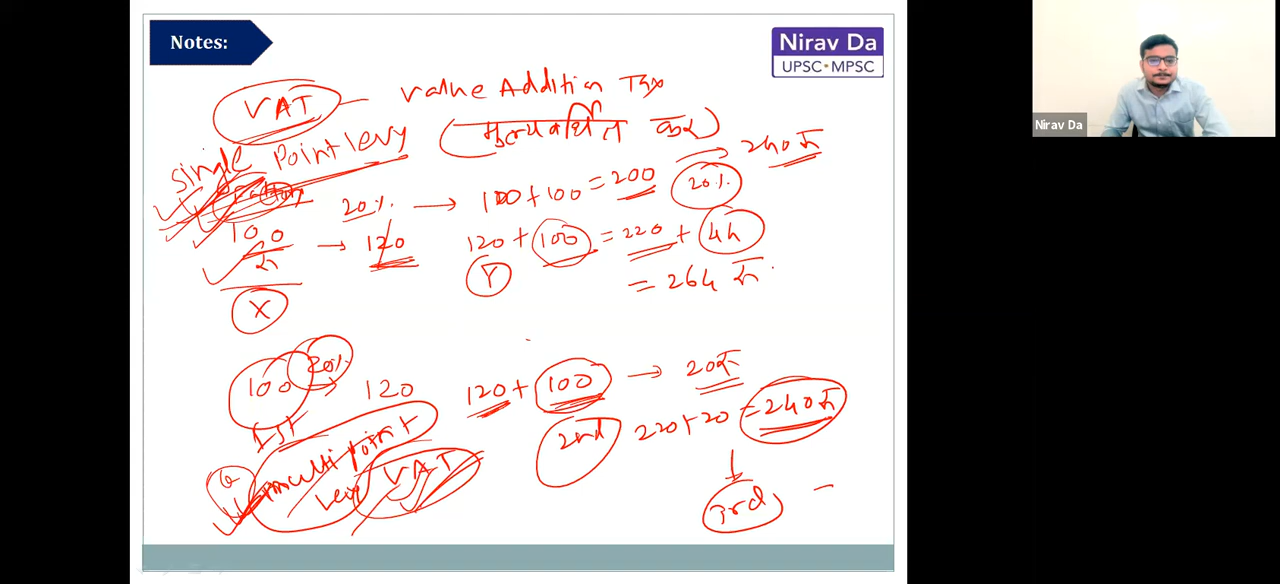 Notes:
Nirav Da
UPSC • MPSC
VAT — Value Addition Tax
(मुल्यवर्धित कर)
Single Point levy
20% → 100 + 100 = 200 20% → 240 रु
100 रु → 120 120 + 100 = 220 + 44
X Y = 264 रु
100 20% → 120 120 + 100 → 20 रु
1st 2nd 220 + 20 = 240 रु
multi point
levy VAT
3rd
Nirav Da